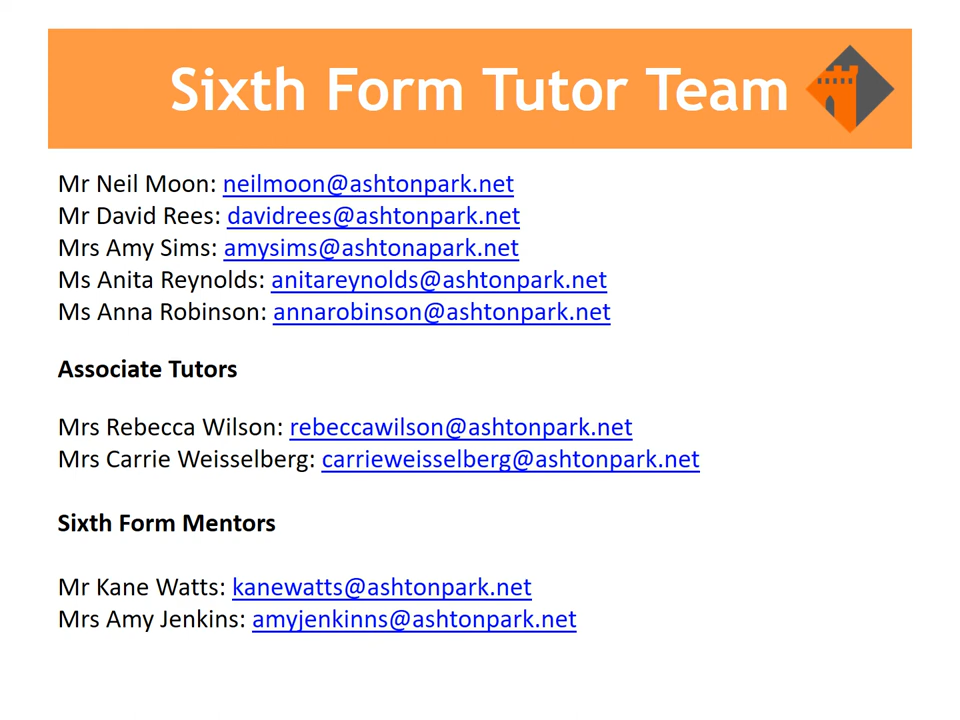 Sixth Form Tutor Team
Mr Neil Moon: neilmoon@ashtonpark.net
Mr David Rees: davidrees@ashtonpark.net
Mrs Amy Sims: amysims@ashtonapark.net
Ms Anita Reynolds: anitareynolds@ashtonpark.net
Ms Anna Robinson: annarobinson@ashtonpark.net
Associate Tutors
Mrs Rebecca Wilson: rebeccawilson@ashtonpark.net
Mrs Carrie Weisselberg: carrieweisselberg@ashtonpark.net
Sixth Form Mentors
Mr Kane Watts: kanewatts@ashtonpark.net
Mrs Amy Jenkins: amyjenkinns@ashtonpark.net